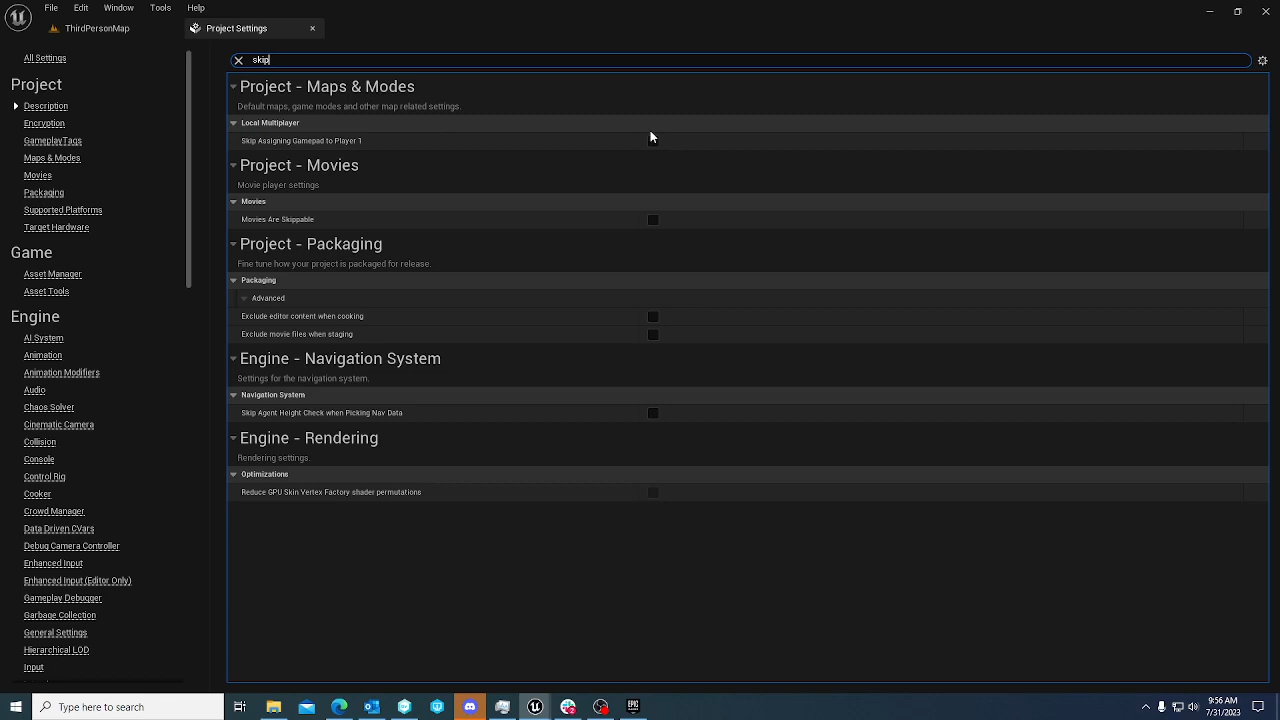 File Edit Window Tools Help
ThirdPersonMap
Project Settings
skip
All Settings
Project
Description
Encryption
GameplayTags
Maps & Modes
Movies
Packaging
Supported Platforms
Target Hardware
Game
Asset Manager
Asset Tools
Engine
AI System
Animation
Animation Modifiers
Audio
Chaos Solver
Cinematic Camera
Collision
Console
Control Rig
Cooker
Crowd Manager
Data Driven CVars
Debug Camera Controller
Enhanced Input
Enhanced Input (Editor Only)
Gameplay Debugger
Garbage Collection
General Settings
Hierarchical LOD
Input
Project - Maps & Modes
Default maps, game modes and other map related settings.
Local Multiplayer
Skip Assigning Gamepad to Player 1
Project - Movies
Movie player settings
Movies
Movies Are Skippable
Project - Packaging
Fine tune how your project is packaged for release.
Packaging
Advanced
Exclude editor content when cooking
Exclude movie files when staging
Engine - Navigation System
Settings for the navigation system.
Navigation System
Skip Agent Height Check when Picking Nav Data
Engine - Rendering
Rendering settings.
Optimizations
Reduce GPU Skin Vertex Factory shader permutations
Type here to search
EPIC
9:56 AM
7/31/2023